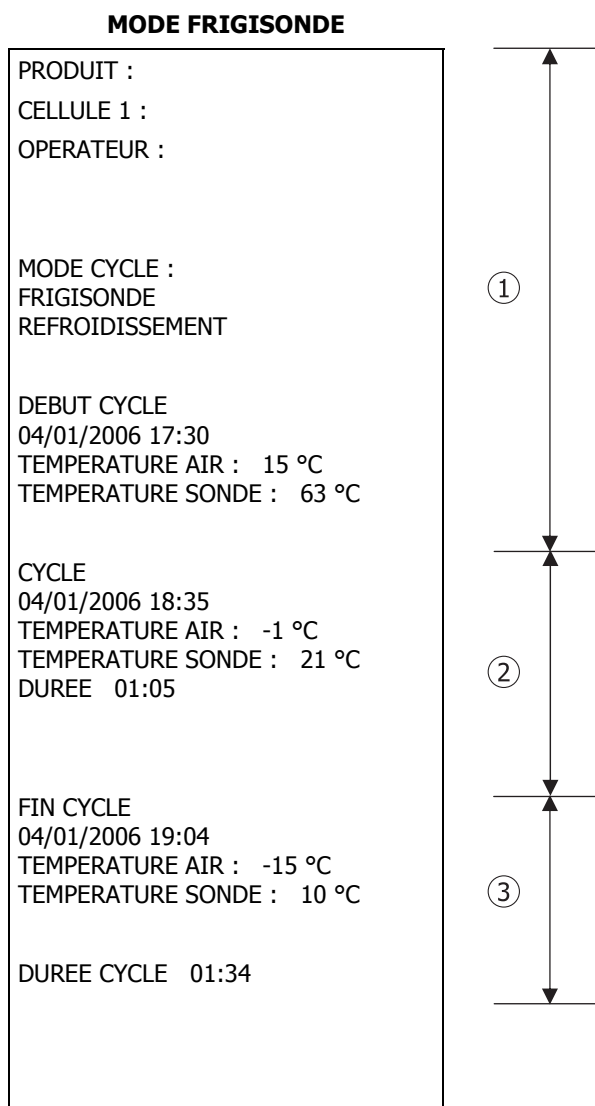 MODE FRIGISONDE
PRODUIT :
CELLULE 1 :
OPERATEUR :
MODE CYCLE :
FRIGISONDE
REFROIDISSEMENT
DEBUT CYCLE
04/01/2006 17:30
TEMPERATURE AIR : 15 °C
TEMPERATURE SONDE : 63 °C
①
CYCLE
04/01/2006 18:35
TEMPERATURE AIR : -1 °C
TEMPERATURE SONDE : 21 °C
DUREE 01:05
②
FIN CYCLE
04/01/2006 19:04
TEMPERATURE AIR : -15 °C
TEMPERATURE SONDE : 10 °C
DUREE CYCLE 01:34
③